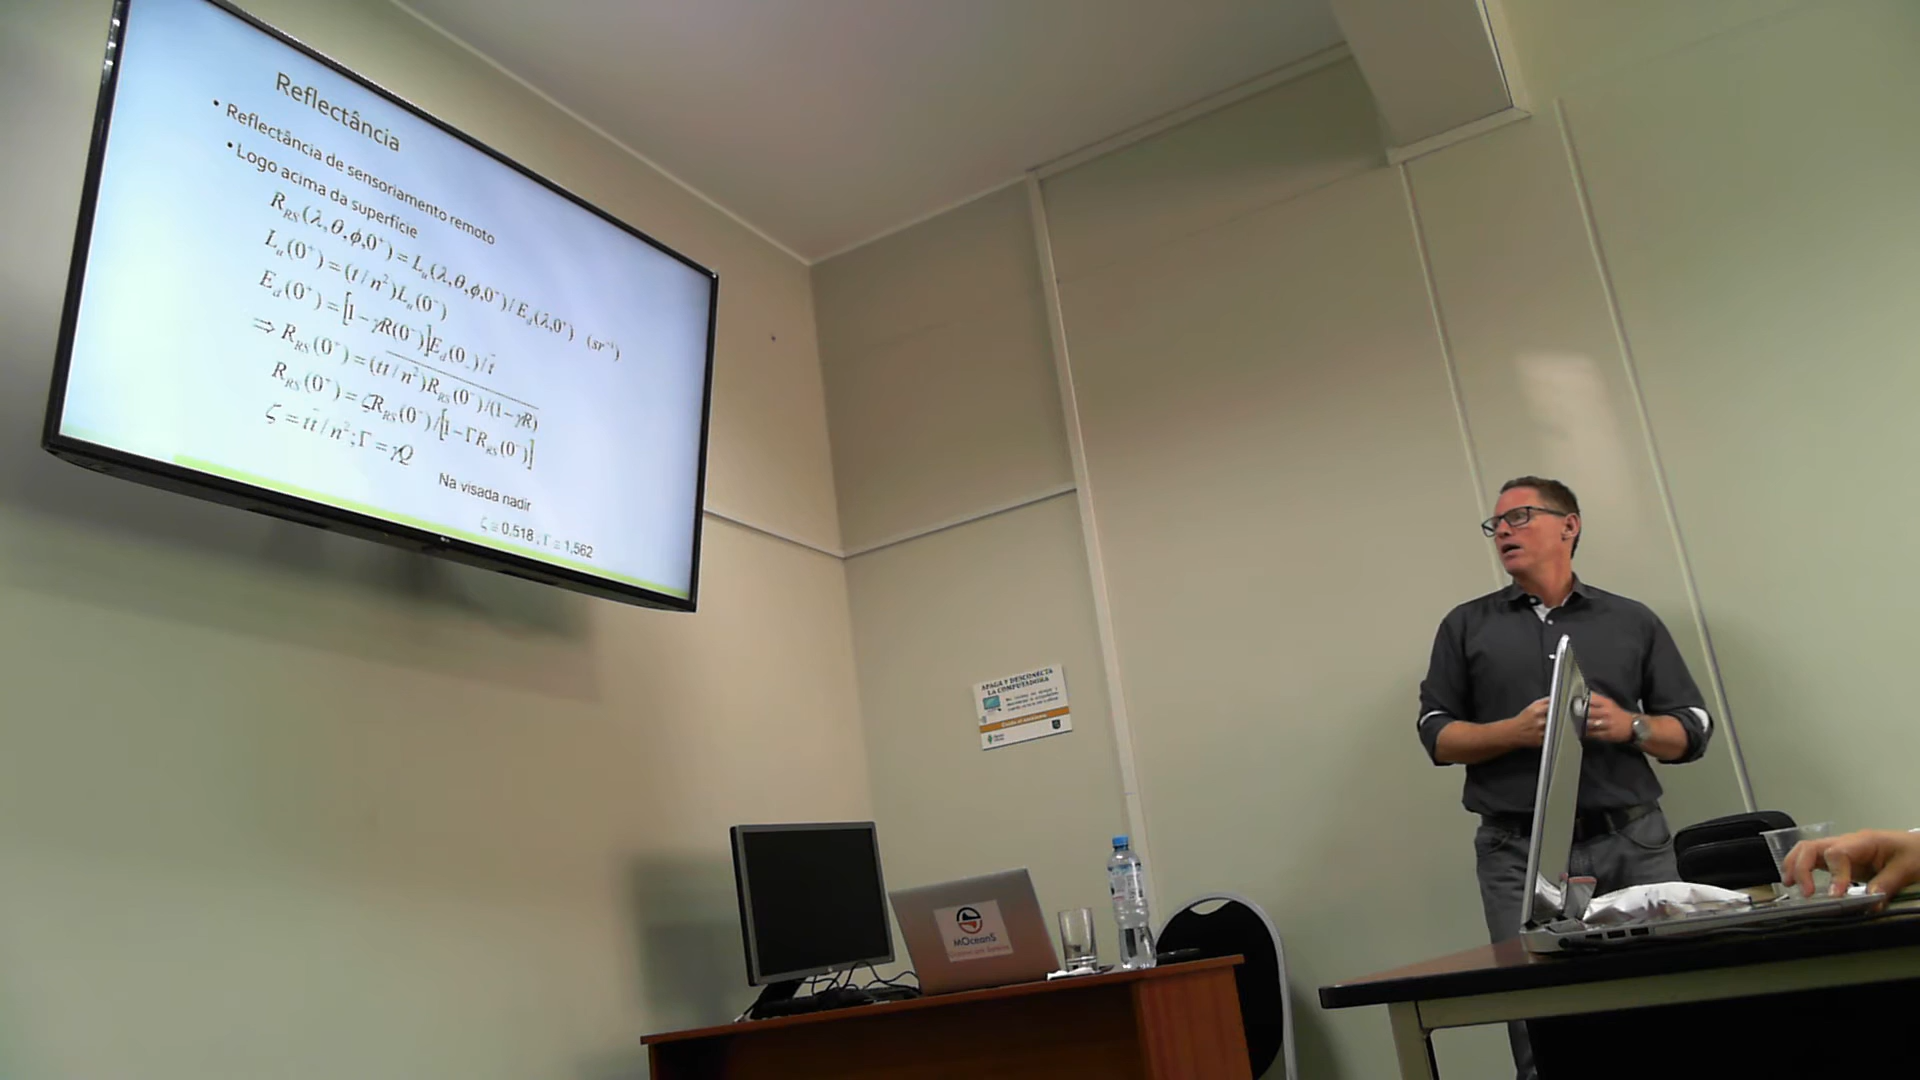 Reflectância
• Reflectância de sensoriamento remoto
• Logo acima da superfície
R_RS(λ,θ,ϕ,0⁺) = L_u(λ,θ,ϕ,0⁺) / E_d(λ,0⁺) (sr⁻¹)
L_u(0⁺) = (t / n²)L_u(0⁻)
E_d(0⁺) = [1 − γR(0⁻)]E_d(0_)/t̄
⇒ R_RS(0⁺) = (tt̄ / n²)R_RS(0⁻)/(1 − γR)
R_RS(0⁺) = ζR_RS(0⁻)/[1 − ΓR_RS(0⁻)]
ζ = tt̄ / n²; Γ = γQ
Na visada nadir
ζ ≅ 0,518 , Γ ≅ 1,562
APAGA Y DESCONECTA
LA COMPUTADORA
MOceanS